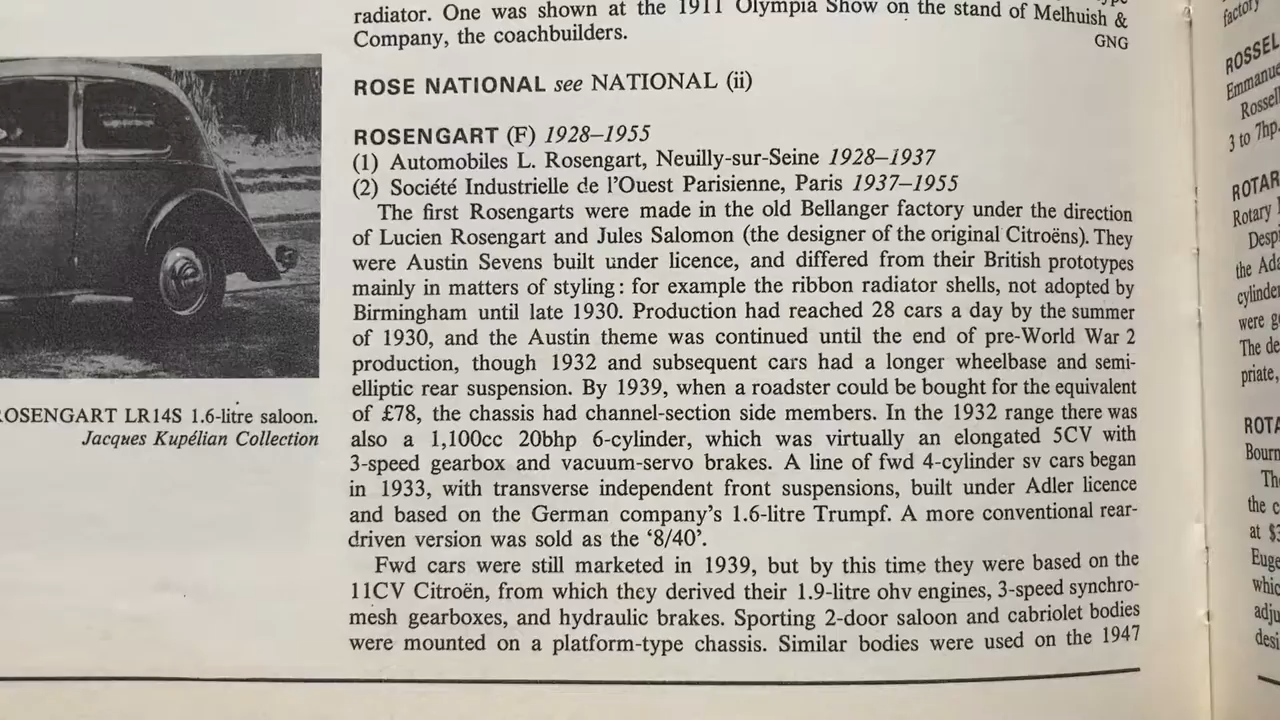 radiator. One was shown at the 1911 Olympia Show on the stand of Melhuish &
Company, the coachbuilders.
GNG
ROSE NATIONAL see NATIONAL (ii)
ROSENGART (F) 1928–1955
(1) Automobiles L. Rosengart, Neuilly-sur-Seine 1928–1937
(2) Société Industrielle de l'Ouest Parisienne, Paris 1937–1955
The first Rosengarts were made in the old Bellanger factory under the direction
of Lucien Rosengart and Jules Salomon (the designer of the original Citroëns). They
were Austin Sevens built under licence, and differed from their British prototypes
mainly in matters of styling: for example the ribbon radiator shells, not adopted by
Birmingham until late 1930. Production had reached 28 cars a day by the summer
of 1930, and the Austin theme was continued until the end of pre-World War 2
production, though 1932 and subsequent cars had a longer wheelbase and semi-
elliptic rear suspension. By 1939, when a roadster could be bought for the equivalent
of £78, the chassis had channel-section side members. In the 1932 range there was
also a 1,100cc 20bhp 6-cylinder, which was virtually an elongated 5CV with
3-speed gearbox and vacuum-servo brakes. A line of fwd 4-cylinder sv cars began
in 1933, with transverse independent front suspensions, built under Adler licence
and based on the German company's 1.6-litre Trumpf. A more conventional rear-
driven version was sold as the '8/40'.
Fwd cars were still marketed in 1939, but by this time they were based on the
11CV Citroën, from which they derived their 1.9-litre ohv engines, 3-speed synchro-
mesh gearboxes, and hydraulic brakes. Sporting 2-door saloon and cabriolet bodies
were mounted on a platform-type chassis. Similar bodies were used on the 1947
ROSENGART LR14S 1.6-litre saloon.
Jacques Kupélian Collection
factory
ROSSEL
Emmanue
Rossel
3 to 7hp,
ROTAR
Rotary
Despi
the Ada
cylinder
were g
The de
priate,
ROTA
Bourn
The
the c
at $3
Euge
whic
adju
desi